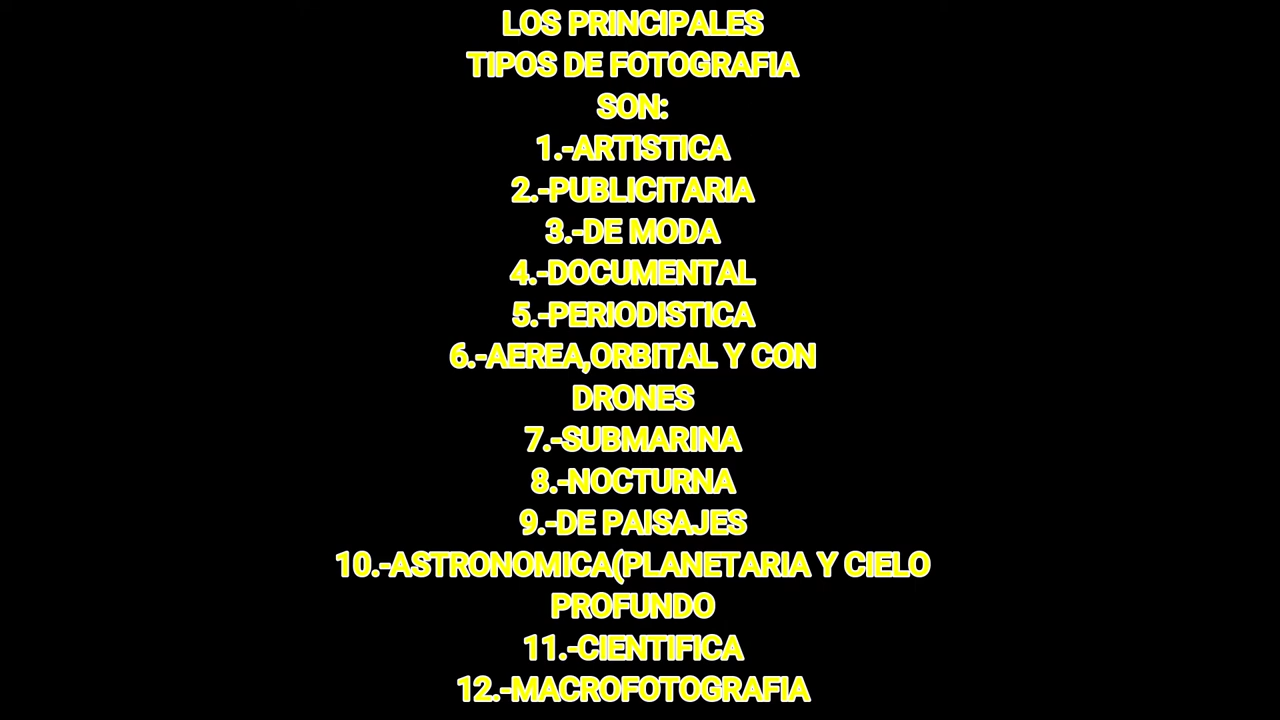 LOS PRINCIPALES
TIPOS DE FOTOGRAFIA
SON:
1.-ARTISTICA
2.-PUBLICITARIA
3.-DE MODA
4.-DOCUMENTAL
5.-PERIODISTICA
6.-AEREA,ORBITAL Y CON
DRONES
7.-SUBMARINA
8.-NOCTURNA
9.-DE PAISAJES
10.-ASTRONOMICA(PLANETARIA Y CIELO
PROFUNDO
11.-CIENTIFICA
12.-MACROFOTOGRAFIA